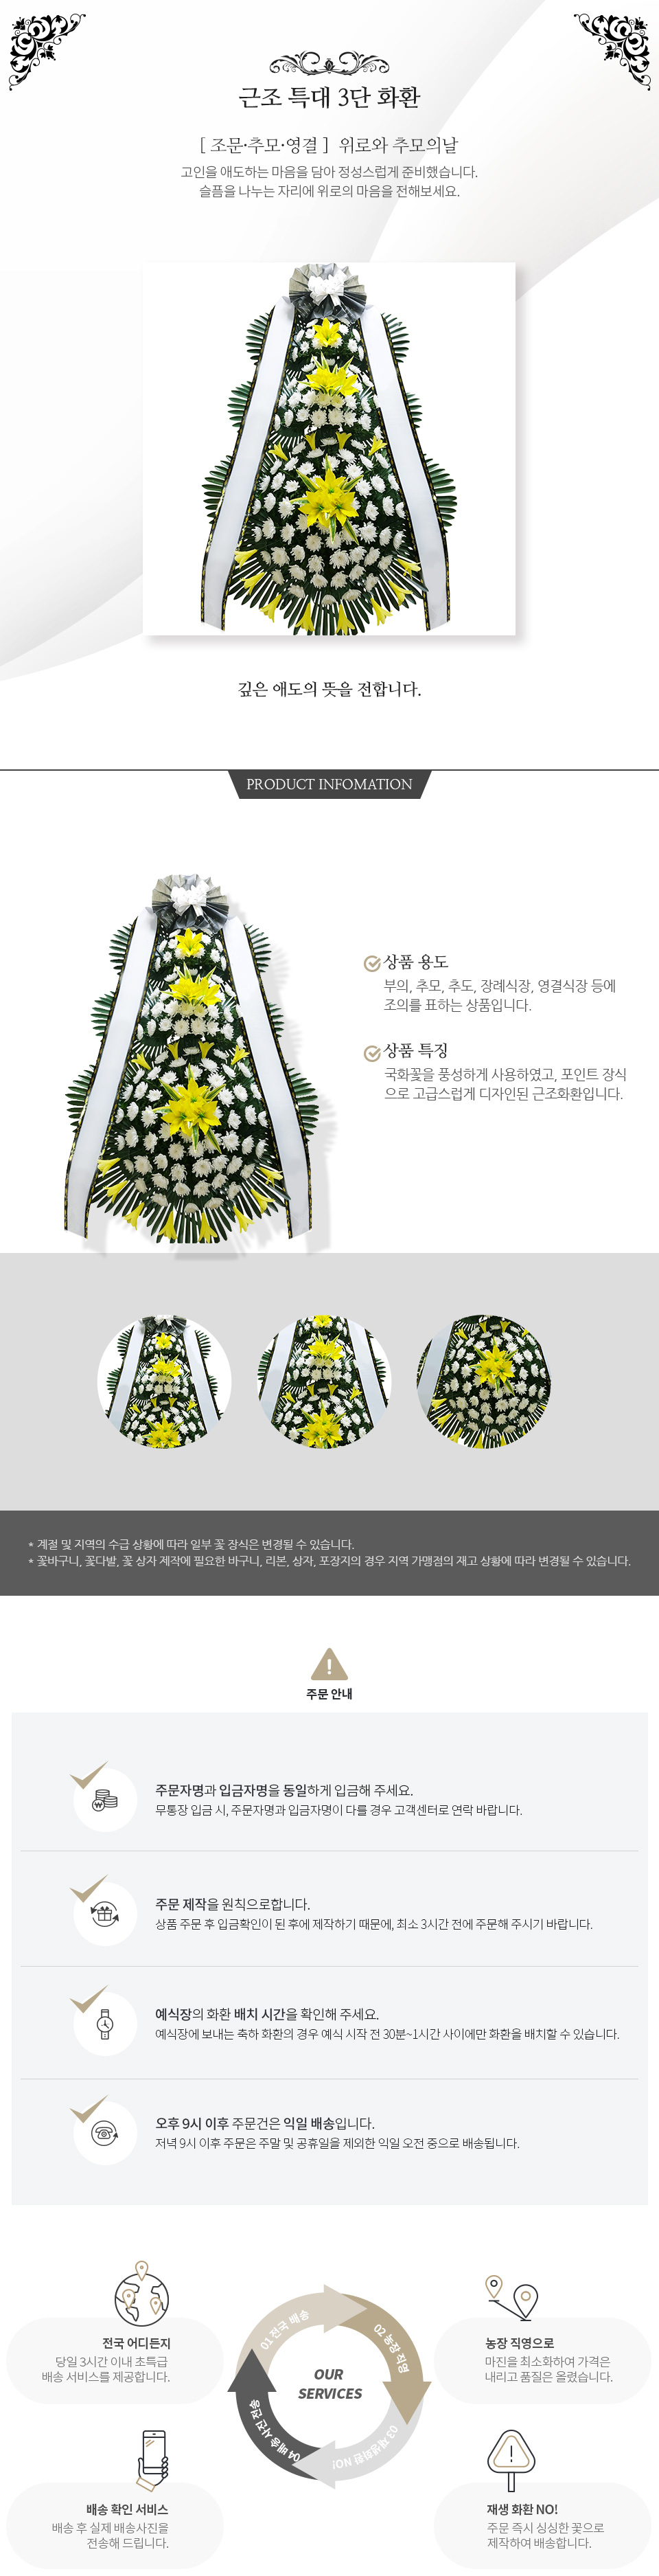 근조 특대 3단 화환
[ 조문·추모·영결 ] 위로와 추모의날
고인을 애도하는 마음을 담아 정성스럽게 준비했습니다.
슬픔을 나누는 자리에 위로의 마음을 전해보세요.
깊은 애도의 뜻을 전합니다.
PRODUCT INFOMATION
상품 용도
부의, 추모, 추도, 장례식장, 영결식장 등에
조의를 표하는 상품입니다.
상품 특징
국화꽃을 풍성하게 사용하였고, 포인트 장식
으로 고급스럽게 디자인된 근조화환입니다.
* 계절 및 지역의 수급 상황에 따라 일부 꽃 장식은 변경될 수 있습니다.
* 꽃바구니, 꽃다발, 꽃 상자 제작에 필요한 바구니, 리본, 상자, 포장지의 경우 지역 가맹점의 재고 상황에 따라 변경될 수 있습니다.
!
주문 안내
주문자명과 입금자명을 동일하게 입금해 주세요.
무통장 입금 시, 주문자명과 입금자명이 다를 경우 고객센터로 연락 바랍니다.
주문 제작을 원칙으로합니다.
상품 주문 후 입금확인이 된 후에 제작하기 때문에, 최소 3시간 전에 주문해 주시기 바랍니다.
예식장의 화환 배치 시간을 확인해 주세요.
예식장에 보내는 축하 화환의 경우 예식 시작 전 30분~1시간 사이에만 화환을 배치할 수 있습니다.
오후 9시 이후 주문건은 익일 배송입니다.
저녁 9시 이후 주문은 주말 및 공휴일을 제외한 익일 오전 중으로 배송됩니다.
전국 어디든지
당일 3시간 이내 초특급
배송 서비스를 제공합니다.
01 전국 배송
02 농장 직영
OUR
SERVICES
03 재생화환 NO!
04 배송 사진 전송
농장 직영으로
마진을 최소화하여 가격은
내리고 품질은 올렸습니다.
배송 확인 서비스
배송 후 실제 배송사진을
전송해 드립니다.
재생 화환 NO!
주문 즉시 싱싱한 꽃으로
제작하여 배송합니다.